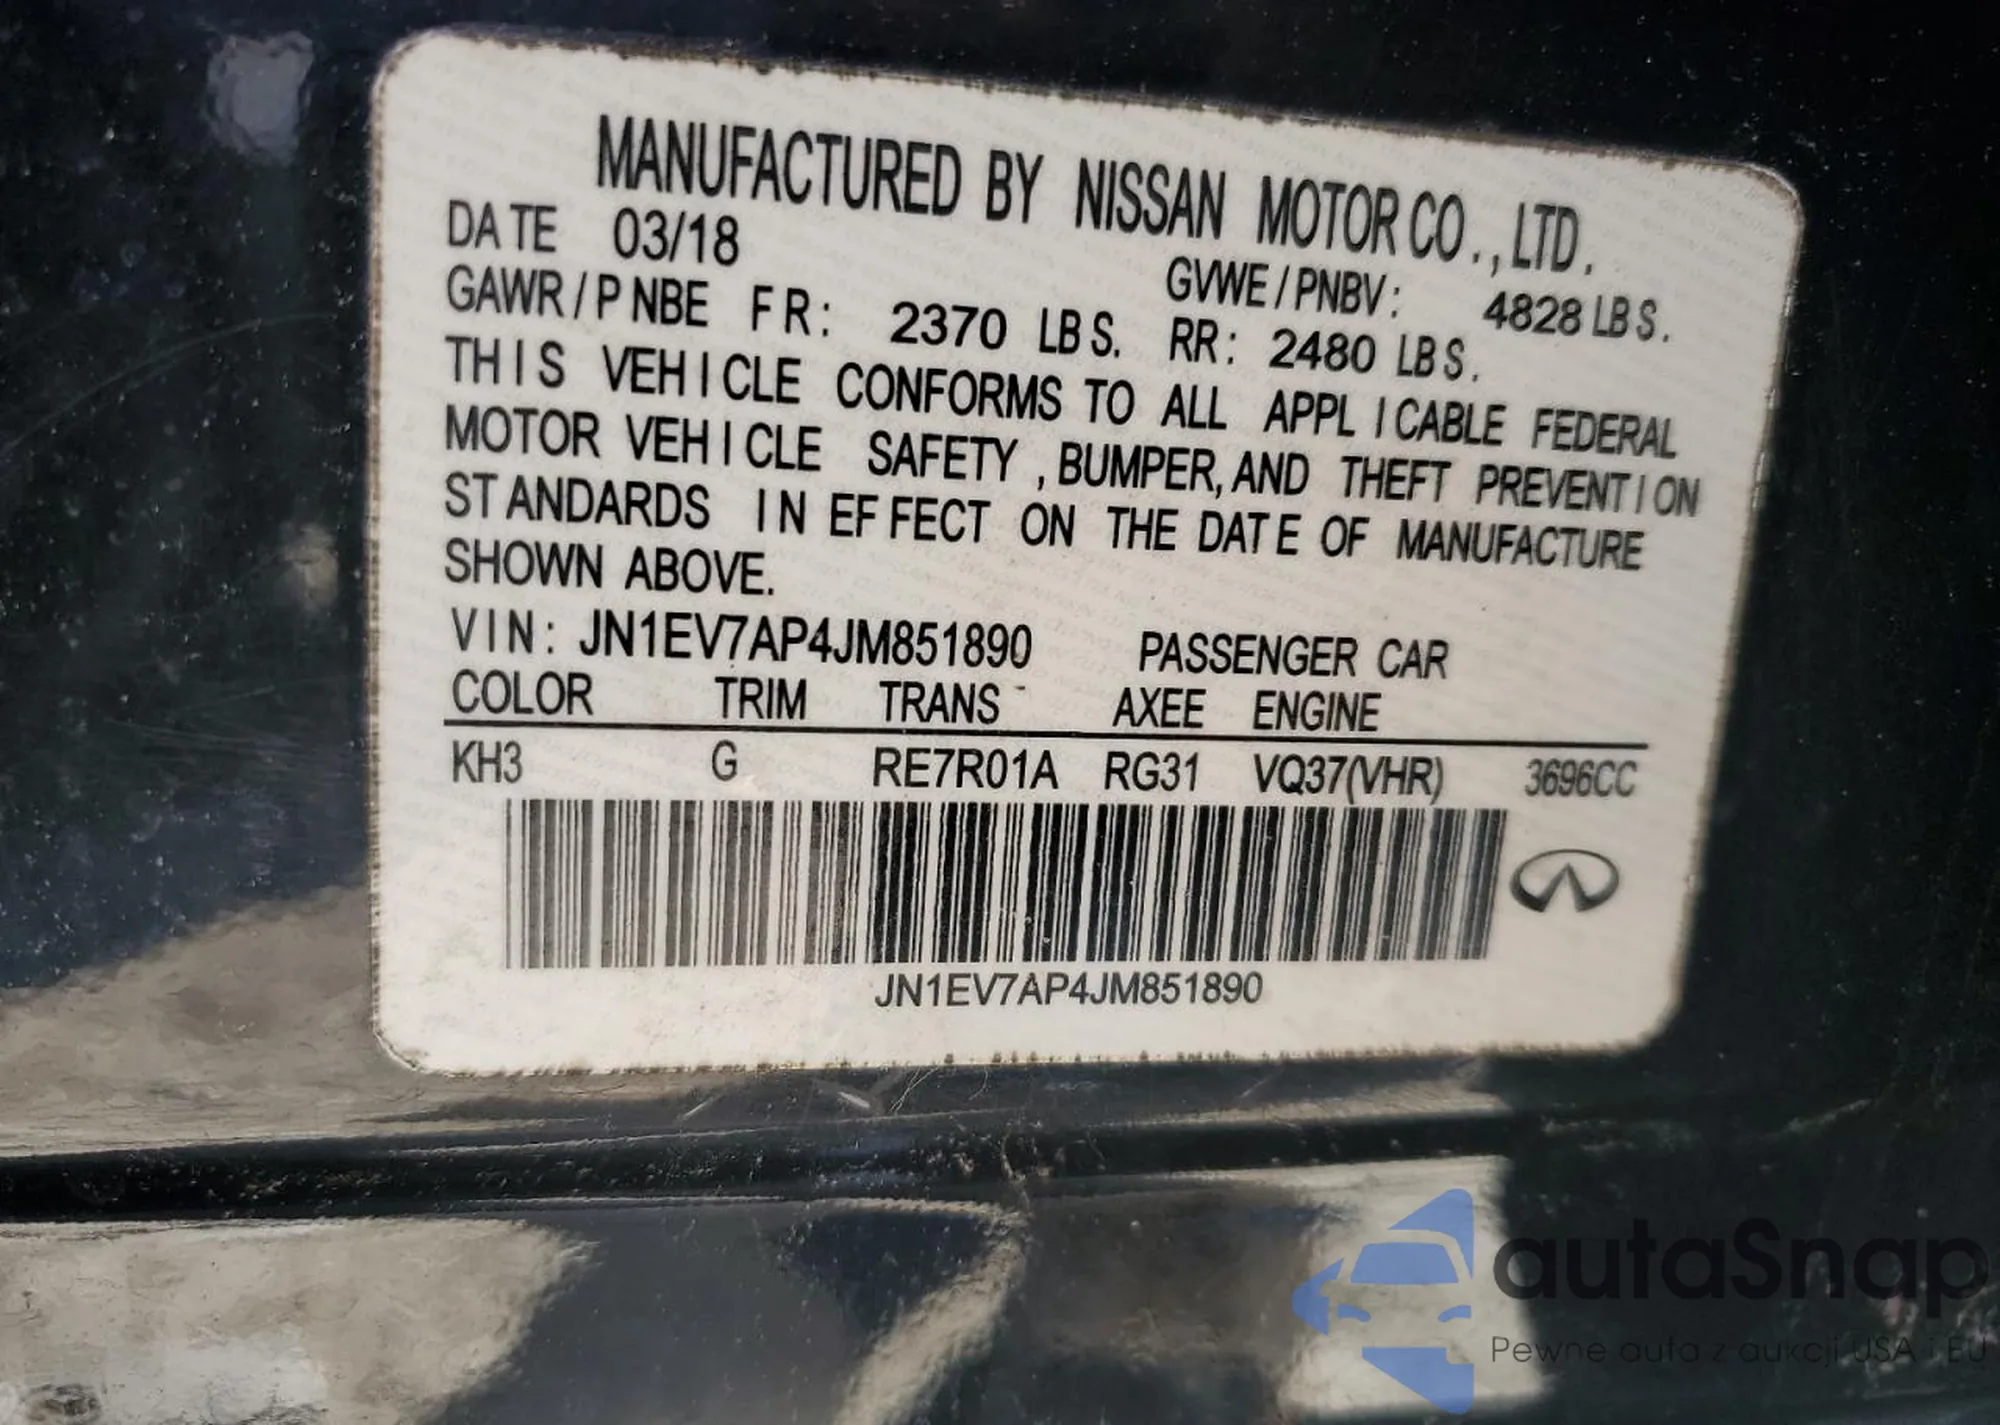 MANUFACTURED BY NISSAN MOTOR CO., LTD.
DATE 03/18 GVWE/PNBV: 4828 LBS.
GAWR/PNBE FR: 2370 LBS. RR: 2480 LBS.
THIS VEHICLE CONFORMS TO ALL APPLICABLE FEDERAL
MOTOR VEHICLE SAFETY, BUMPER, AND THEFT PREVENTION
STANDARDS IN EFFECT ON THE DATE OF MANUFACTURE
SHOWN ABOVE.
VIN: JN1EV7AP4JM851890 PASSENGER CAR
COLOR TRIM TRANS AXEE ENGINE
KH3 G RE7R01A RG31 VQ37(VHR) 3696CC
JN1EV7AP4JM851890
autaSnap
Pewne auta z aukcji USA i EU